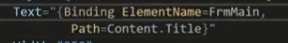 Text="{Binding ElementName=FrmMain,
Path=Content.Title}"